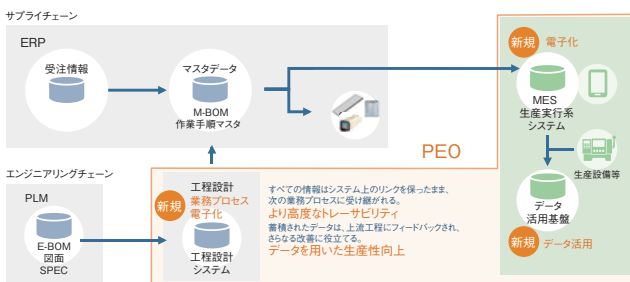 サプライチェーン
ERP
受注情報
マスタデータ
M-BOM
作業手順マスタ
新規
電子化
MES
生産実行系
システム
生産設備等
データ
活用基盤
新規
データ活用
PEO
エンジニアリングチェーン
PLM
E-BOM
図面
SPEC
新規
工程設計
業務プロセス
電子化
工程設計
システム
すべての情報はシステム上のリンクを保ったまま、
次の業務プロセスに受け継がれる。
より高度なトレーサビリティ
蓄積されたデータは、上流工程にフィードバックされ、
さらなる改善に役立てる。
データを用いた生産性向上